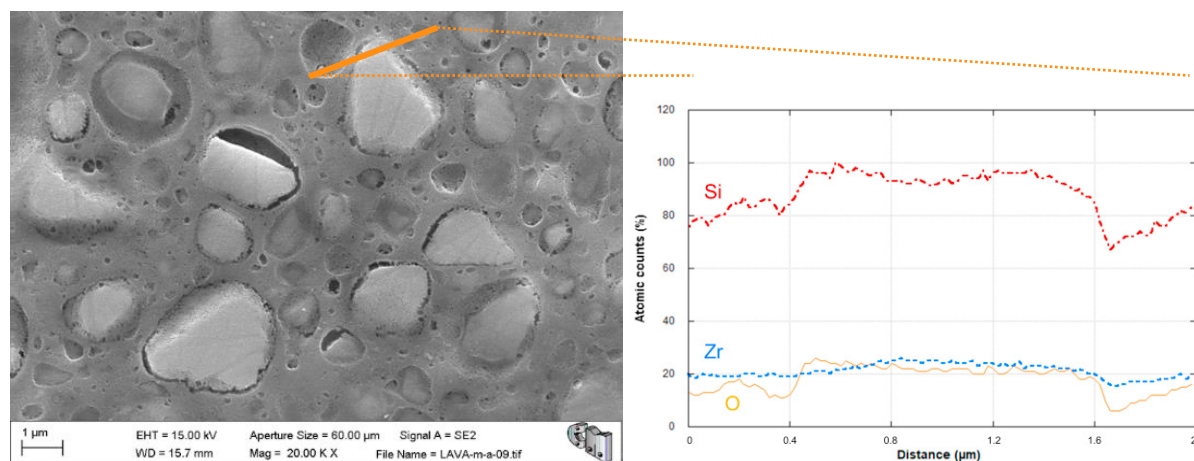 1 µm
EHT = 15.00 kV
Aperture Size = 60.00 µm
Signal A = SE2
WD = 15.7 mm
Mag = 20.00 K X
File Name = LAVA-m-a-09.tif
120
100
80
60
40
20
0
Atomic counts (%)
Si
Zr
O
0
0.4
0.8
1.2
1.6
2
Distance (µm)